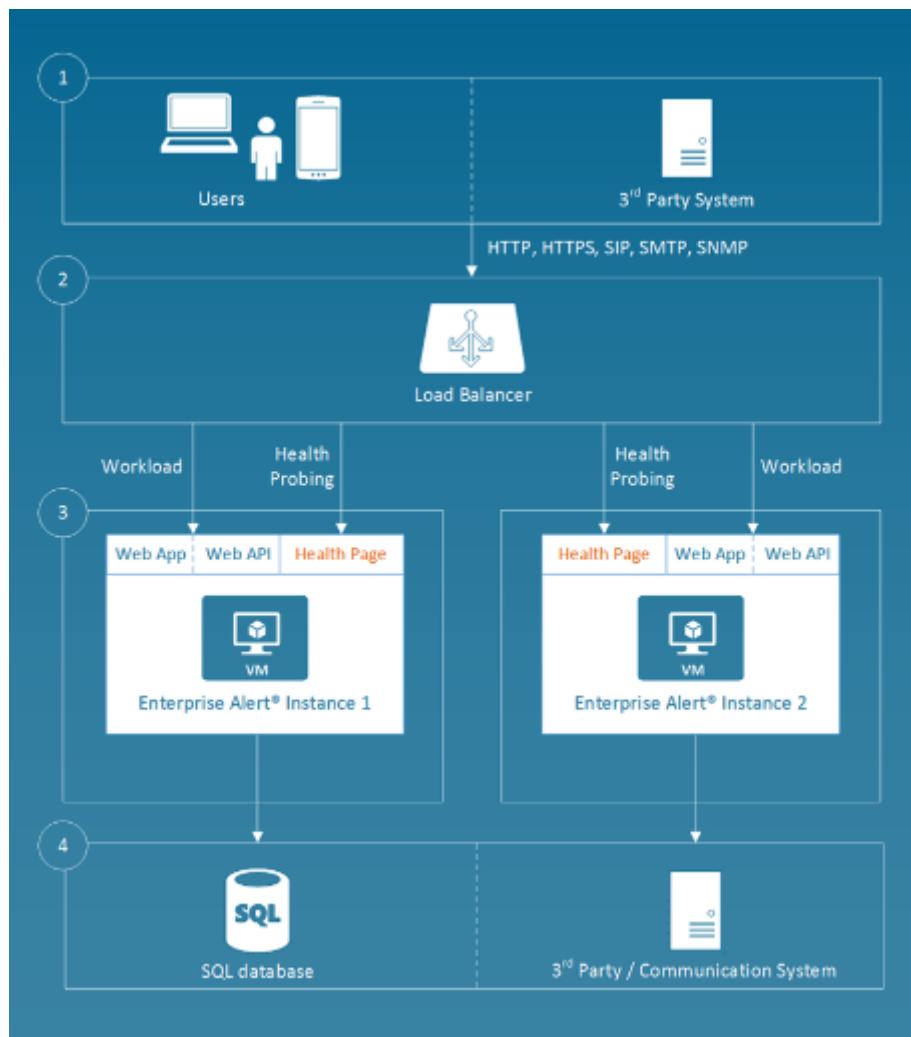 1
Users
3rd Party System
HTTP, HTTPS, SIP, SMTP, SNMP
2
Load Balancer
Workload
Health
Probing
Health
Probing
Workload
3
Web App Web API Health Page
Health Page Web App Web API
VM
VM
Enterprise Alert® Instance 1
Enterprise Alert® Instance 2
4
SQL
SQL database
3rd Party / Communication System